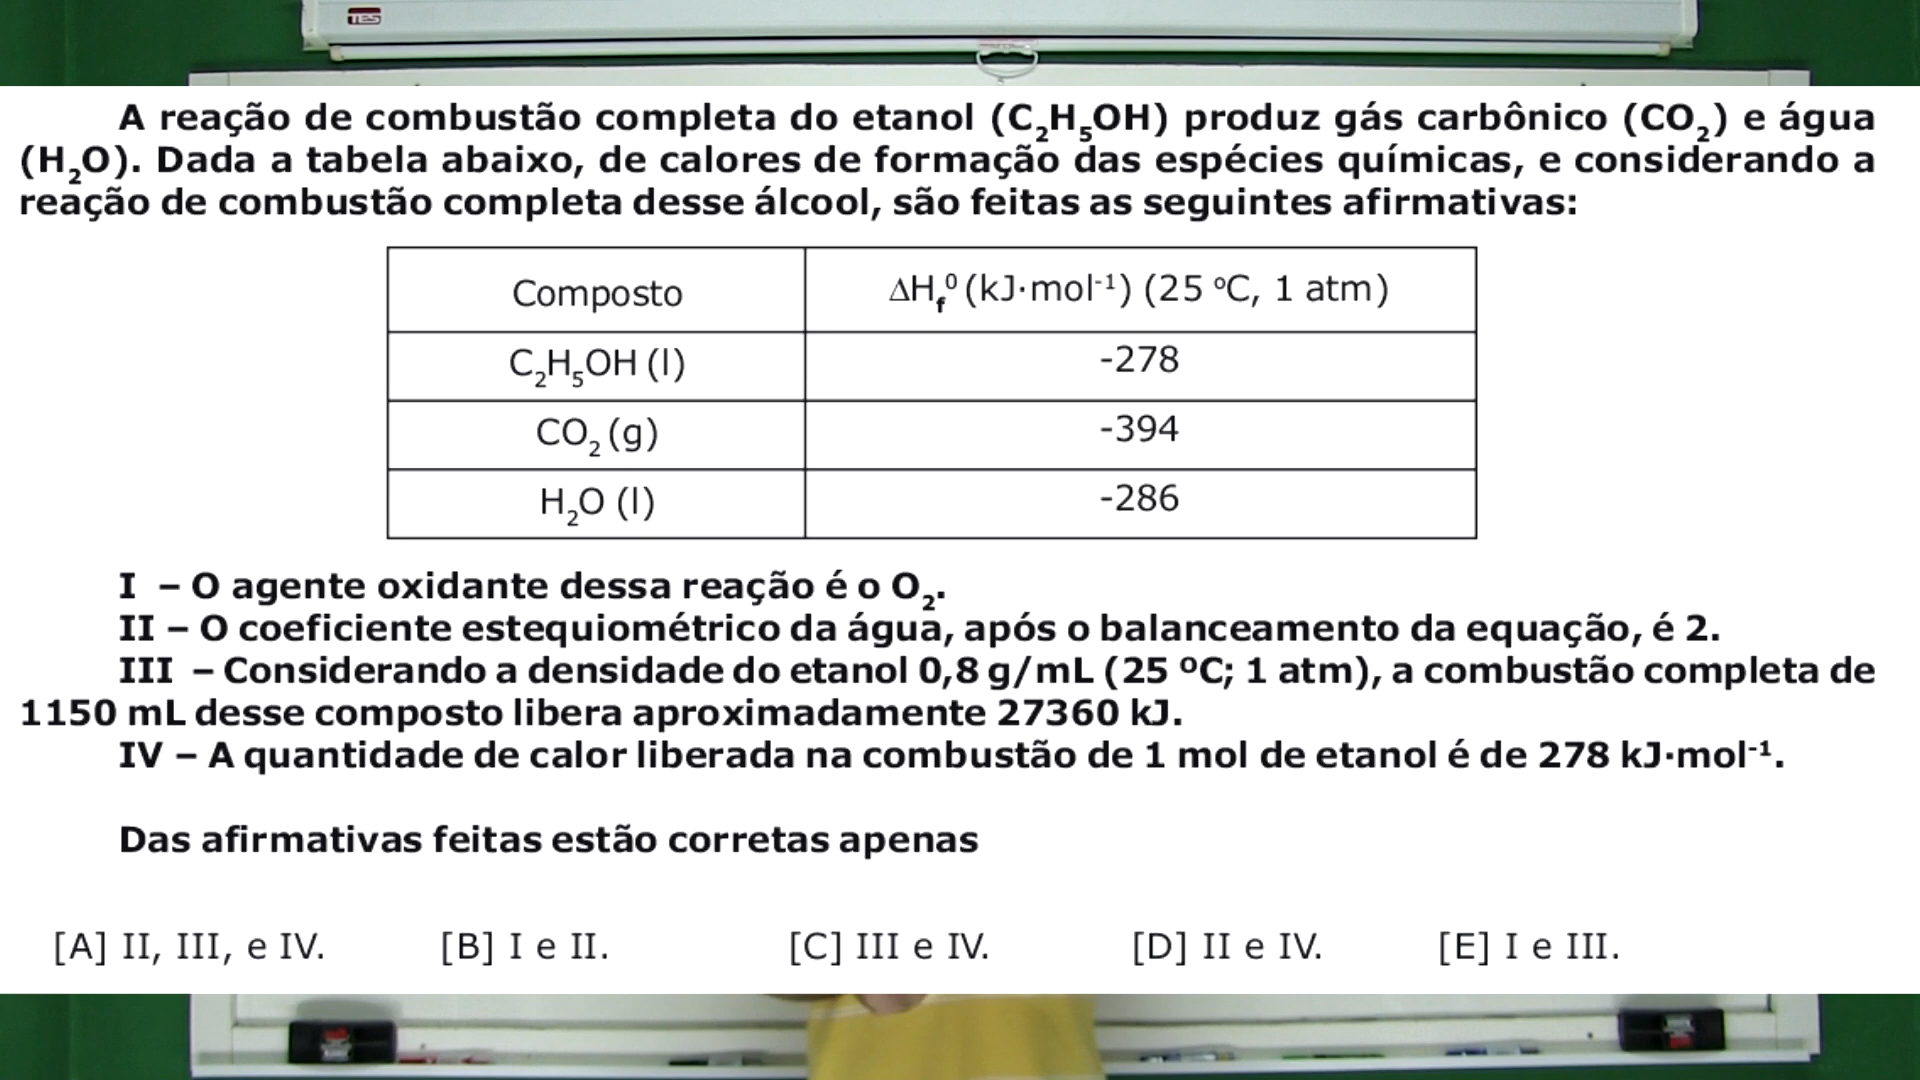 TES
A reação de combustão completa do etanol (C₂H₅OH) produz gás carbônico (CO₂) e água
(H₂O). Dada a tabela abaixo, de calores de formação das espécies químicas, e considerando a
reação de combustão completa desse álcool, são feitas as seguintes afirmativas:
Composto ΔHf⁰ (kJ·mol⁻¹) (25 ºC, 1 atm)
C₂H₅OH (l) -278
CO₂ (g) -394
H₂O (l) -286
I – O agente oxidante dessa reação é o O₂.
II – O coeficiente estequiométrico da água, após o balanceamento da equação, é 2.
III – Considerando a densidade do etanol 0,8 g/mL (25 ºC; 1 atm), a combustão completa de
1150 mL desse composto libera aproximadamente 27360 kJ.
IV – A quantidade de calor liberada na combustão de 1 mol de etanol é de 278 kJ·mol⁻¹.
Das afirmativas feitas estão corretas apenas
[A] II, III, e IV. [B] I e II. [C] III e IV. [D] II e IV. [E] I e III.